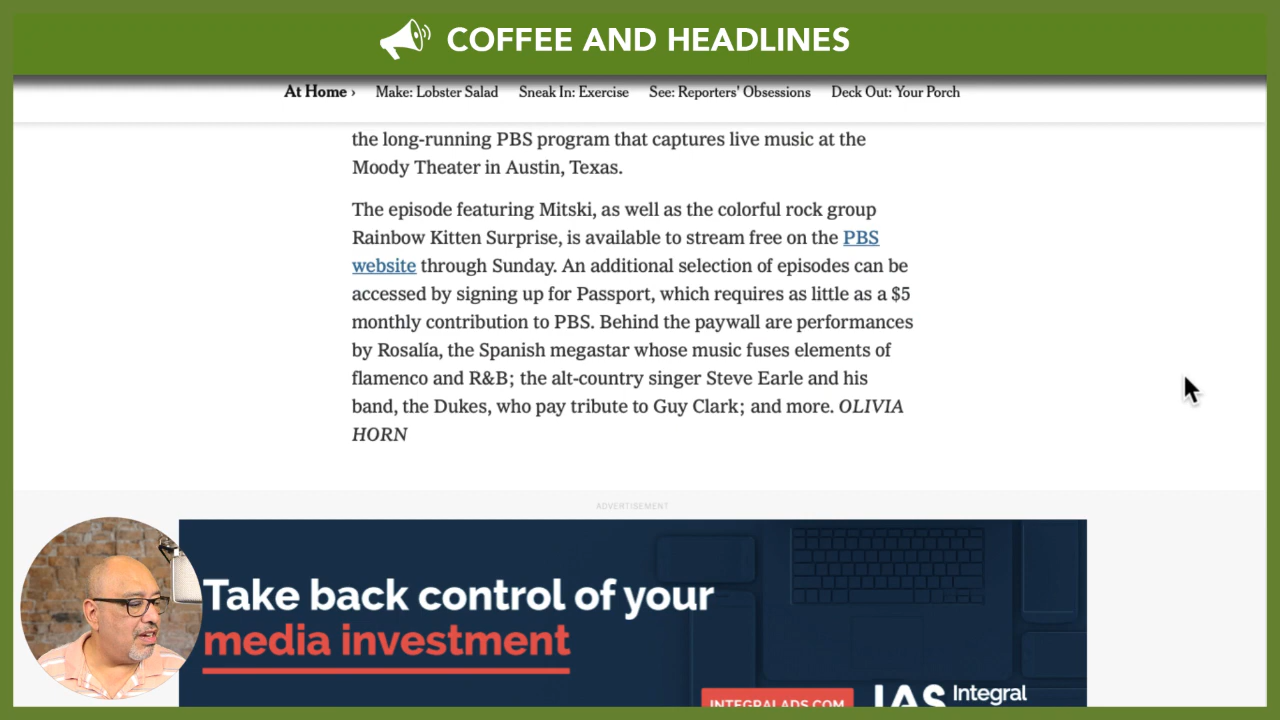 COFFEE AND HEADLINES
At Home › Make: Lobster Salad Sneak In: Exercise See: Reporters' Obsessions Deck Out: Your Porch
the long-running PBS program that captures live music at the
Moody Theater in Austin, Texas.
The episode featuring Mitski, as well as the colorful rock group
Rainbow Kitten Surprise, is available to stream free on the PBS
website through Sunday. An additional selection of episodes can be
accessed by signing up for Passport, which requires as little as a $5
monthly contribution to PBS. Behind the paywall are performances
by Rosalía, the Spanish megastar whose music fuses elements of
flamenco and R&B; the alt-country singer Steve Earle and his
band, the Dukes, who pay tribute to Guy Clark; and more. OLIVIA
HORN
ADVERTISEMENT
Take back control of your
media investment
INTEGRALADS.COM
IAS Integral